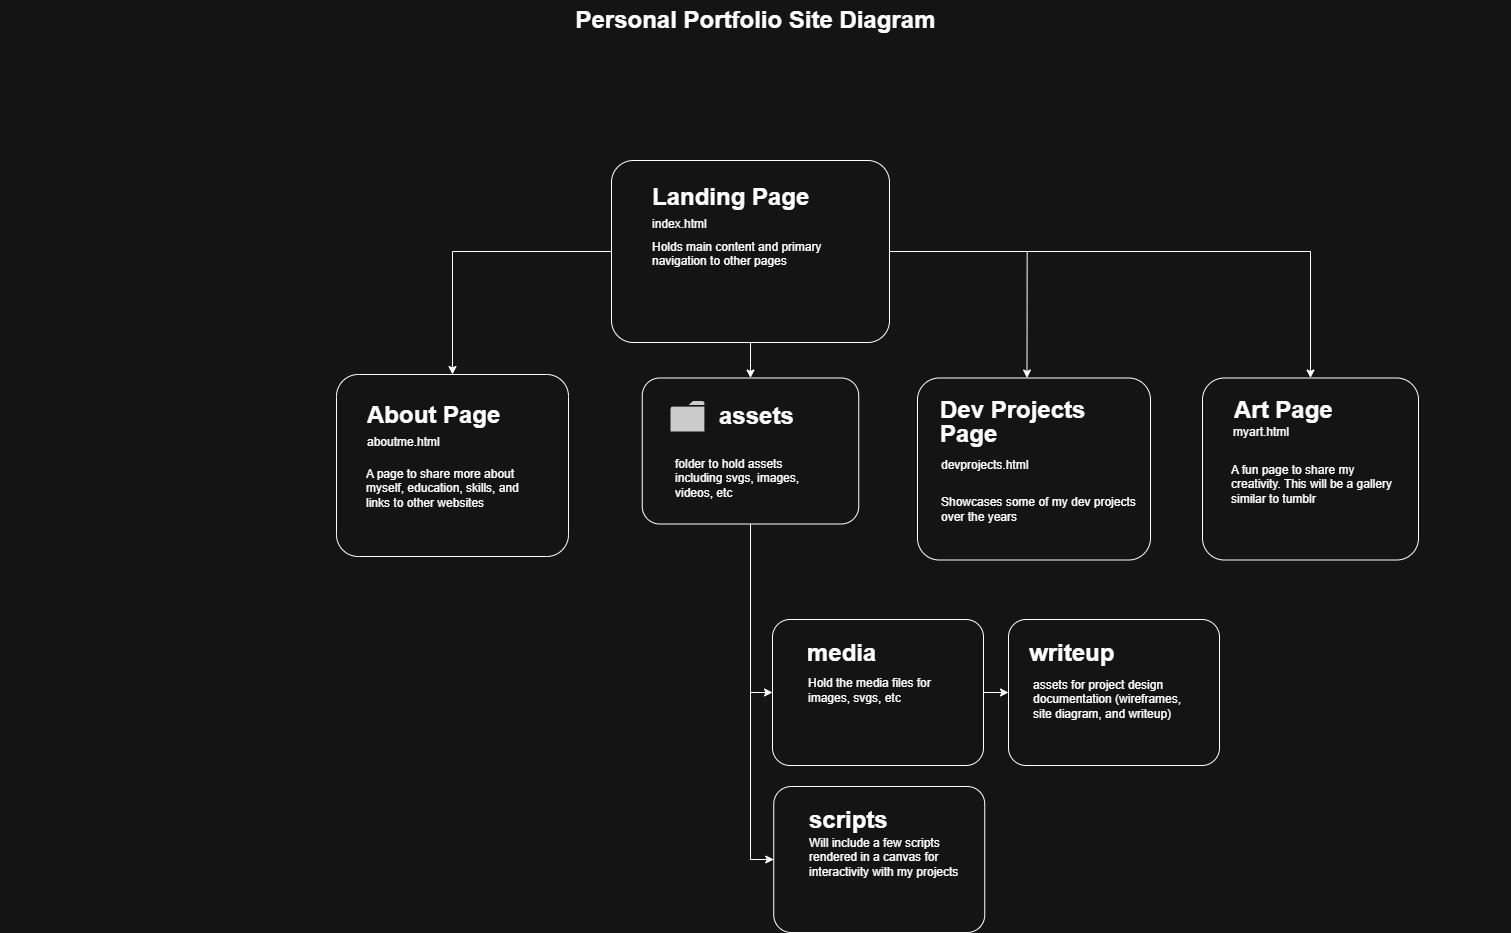 Personal Portfolio Site Diagram
Landing Page
index.html
Holds main content and primary
navigation to other pages
About Page
aboutme.html
A page to share more about
myself, education, skills, and
links to other websites
assets
folder to hold assets
including svgs, images,
videos, etc
Dev Projects
Page
devprojects.html
Showcases some of my dev projects
over the years
Art Page
myart.html
A fun page to share my
creativity. This will be a gallery
similar to tumblr
media
Hold the media files for
images, svgs, etc
writeup
assets for project design
documentation (wireframes,
site diagram, and writeup)
scripts
Will include a few scripts
rendered in a canvas for
interactivity with my projects